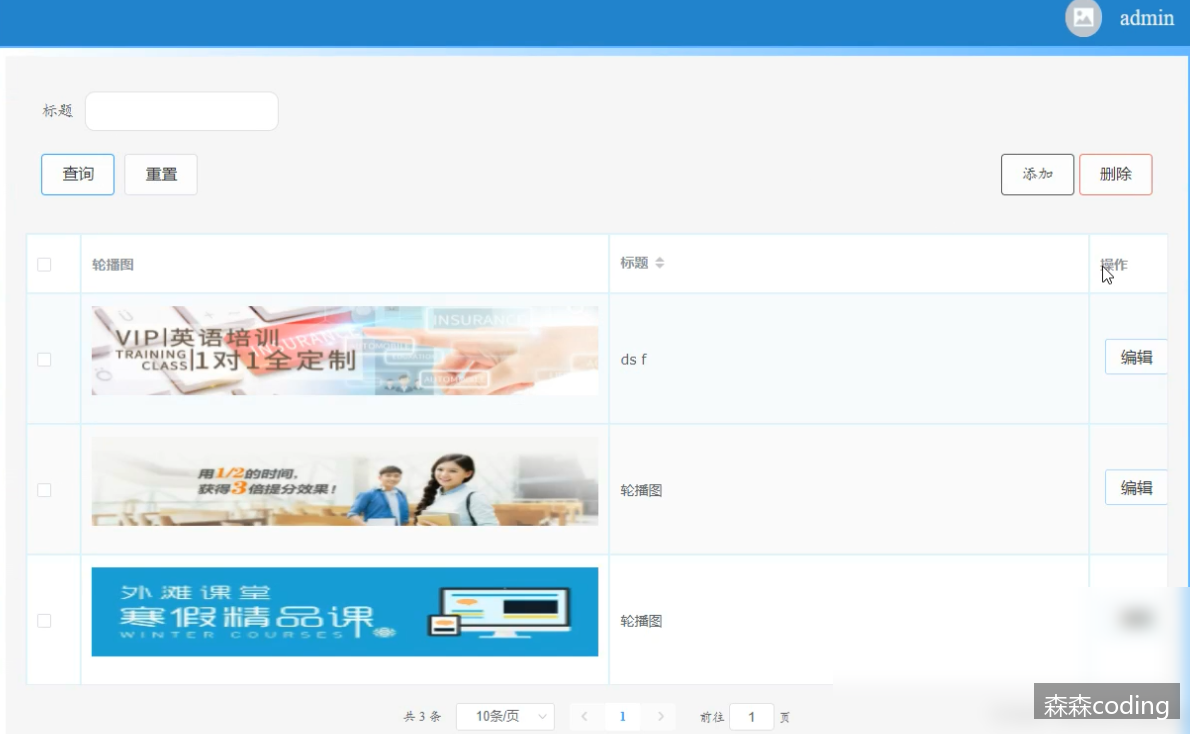 admin
标题
查询 重置 添加 删除
轮播图 标题 操作
VIP|英语培训
TRAINING
CLASS|1对1全定制
INSURANCE
INSURANCE
AUTOMOBILE
ds f
编辑
用1/2的时间,
获得3倍提分效果!
轮播图
编辑
外滩课堂
寒假精品课
WINTER COURSES
轮播图
共 3 条 10条/页 1 前往 1 页
森森coding